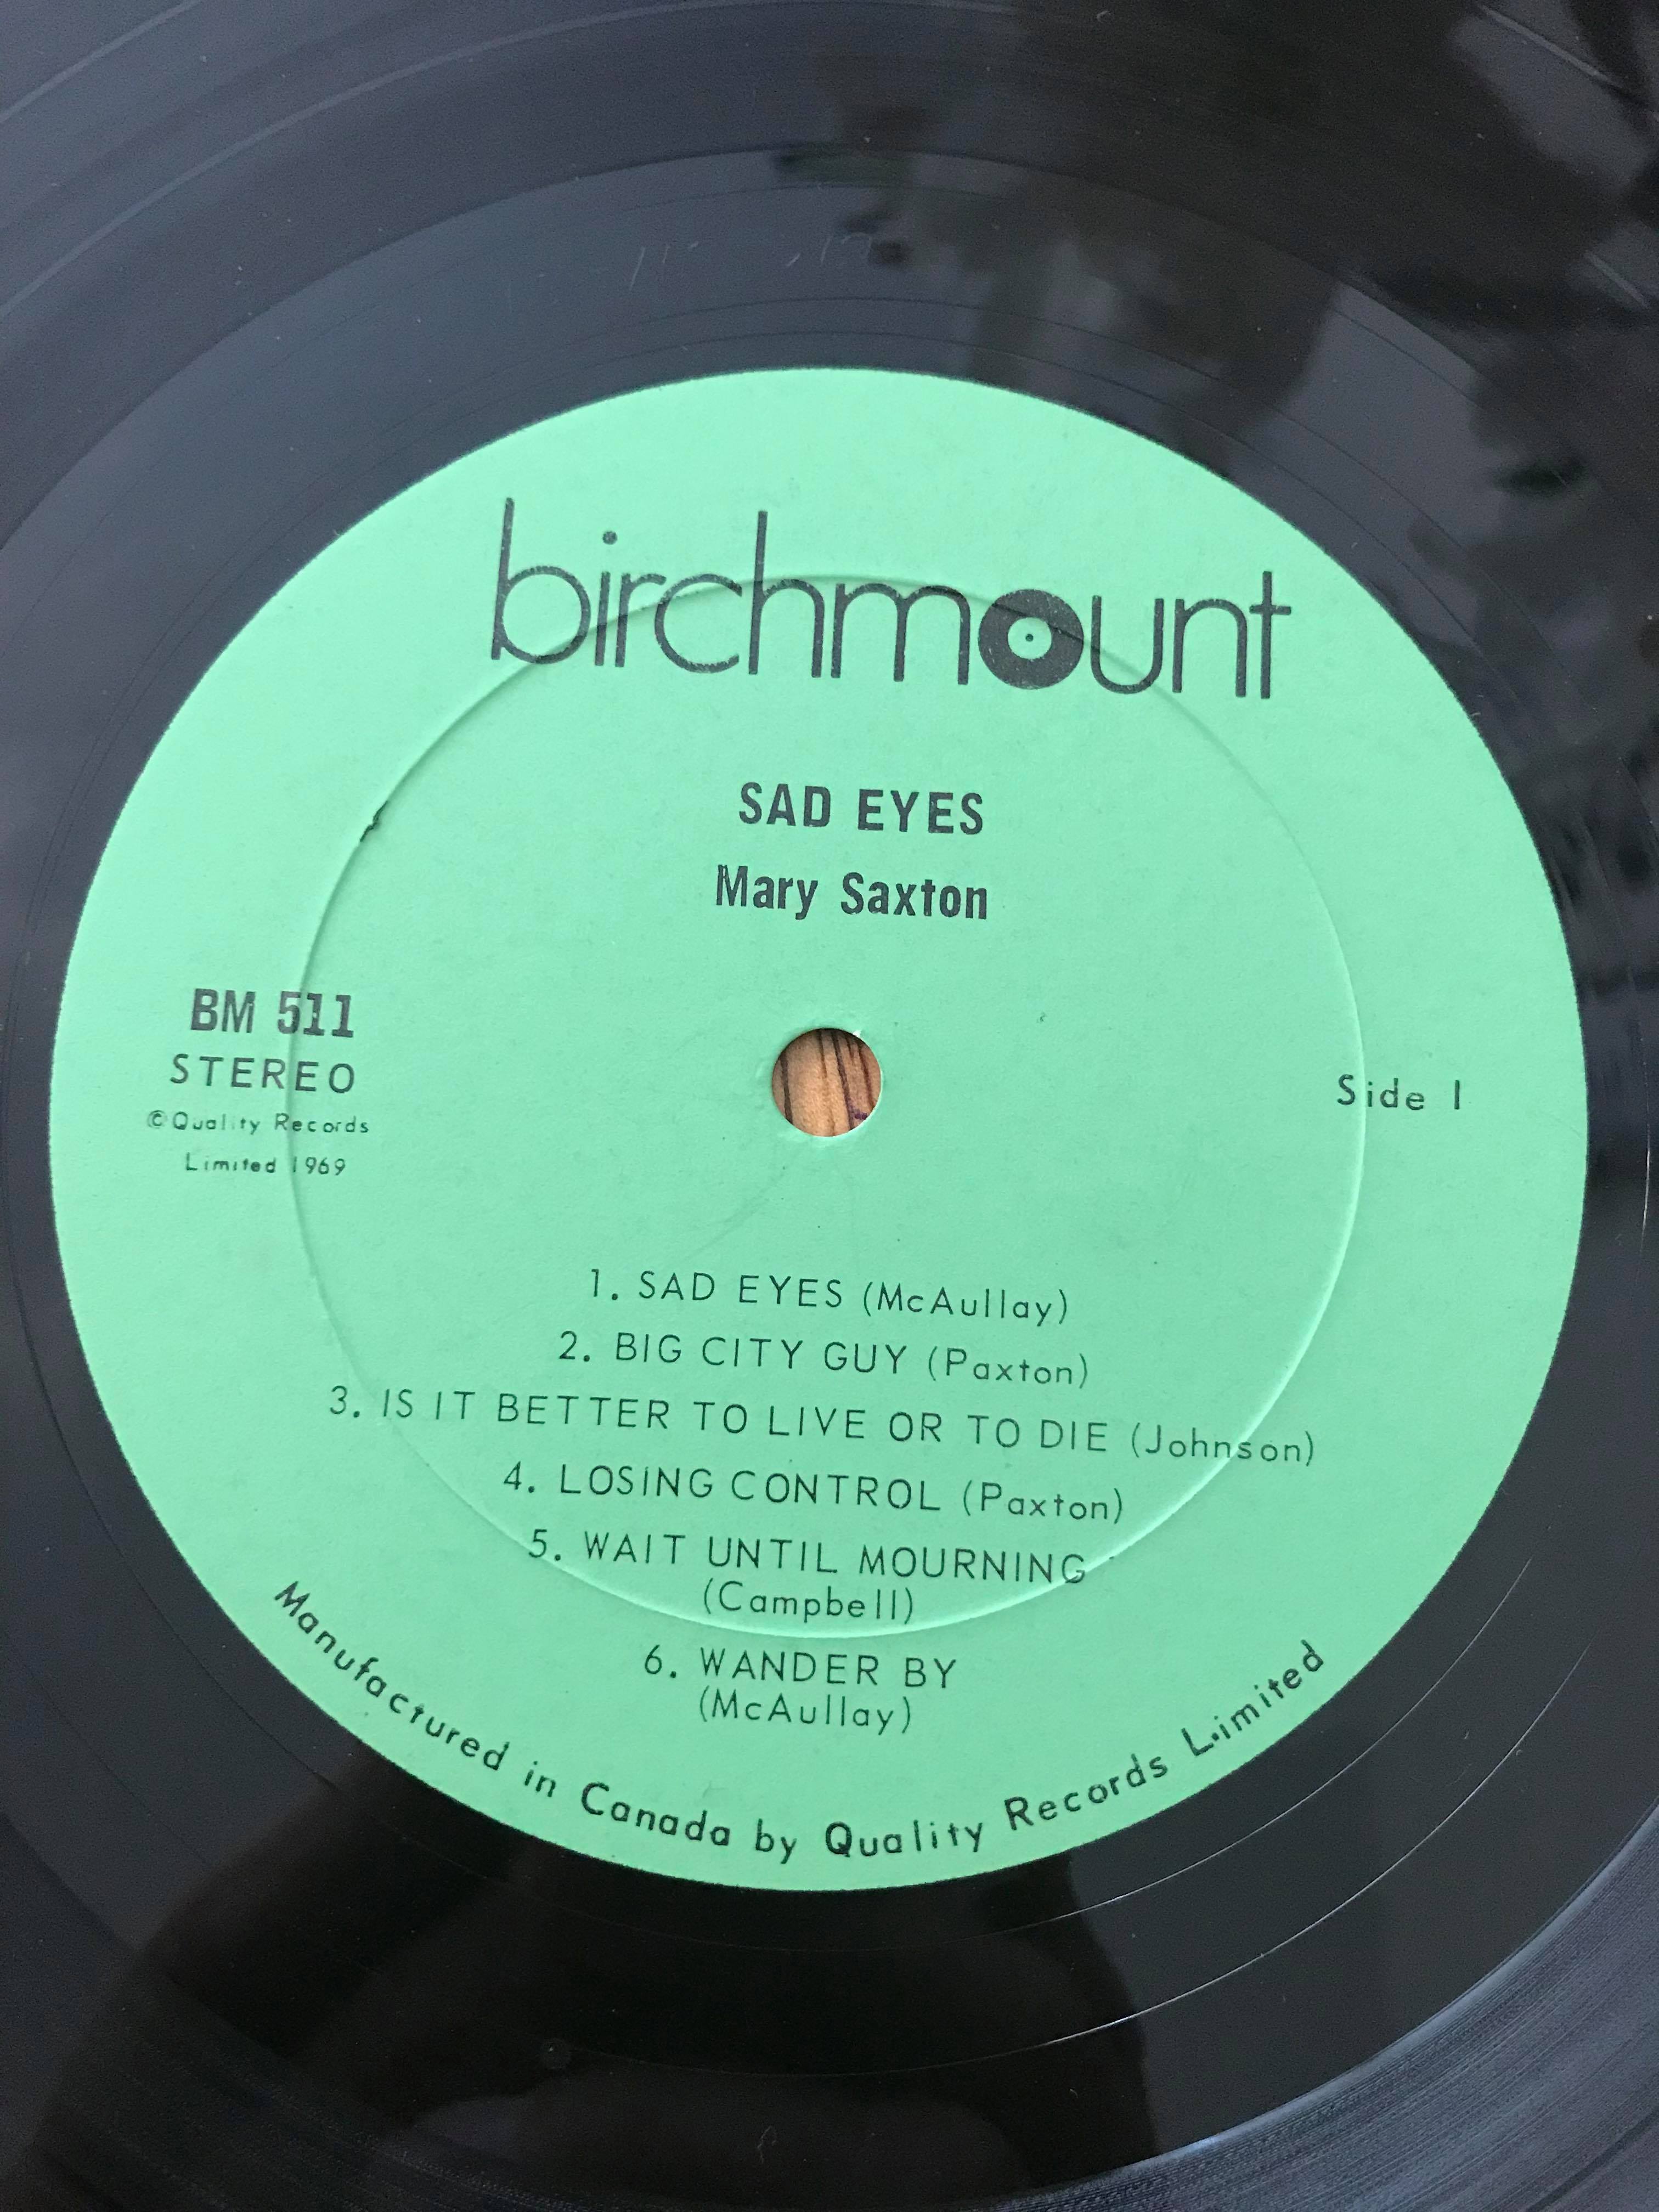 birchmount
SAD EYES
Mary Saxton
BM 511
STEREO
©Quality Records
Limited 1969
Side 1
1. SAD EYES (McAullay)
2. BIG CITY GUY (Paxton)
3. IS IT BETTER TO LIVE OR TO DIE (Johnson)
4. LOSING CONTROL (Paxton)
5. WAIT UNTIL MOURNING
(Campbell)
6. WANDER BY
(McAullay)
Manufactured in Canada by Quality Records Limited